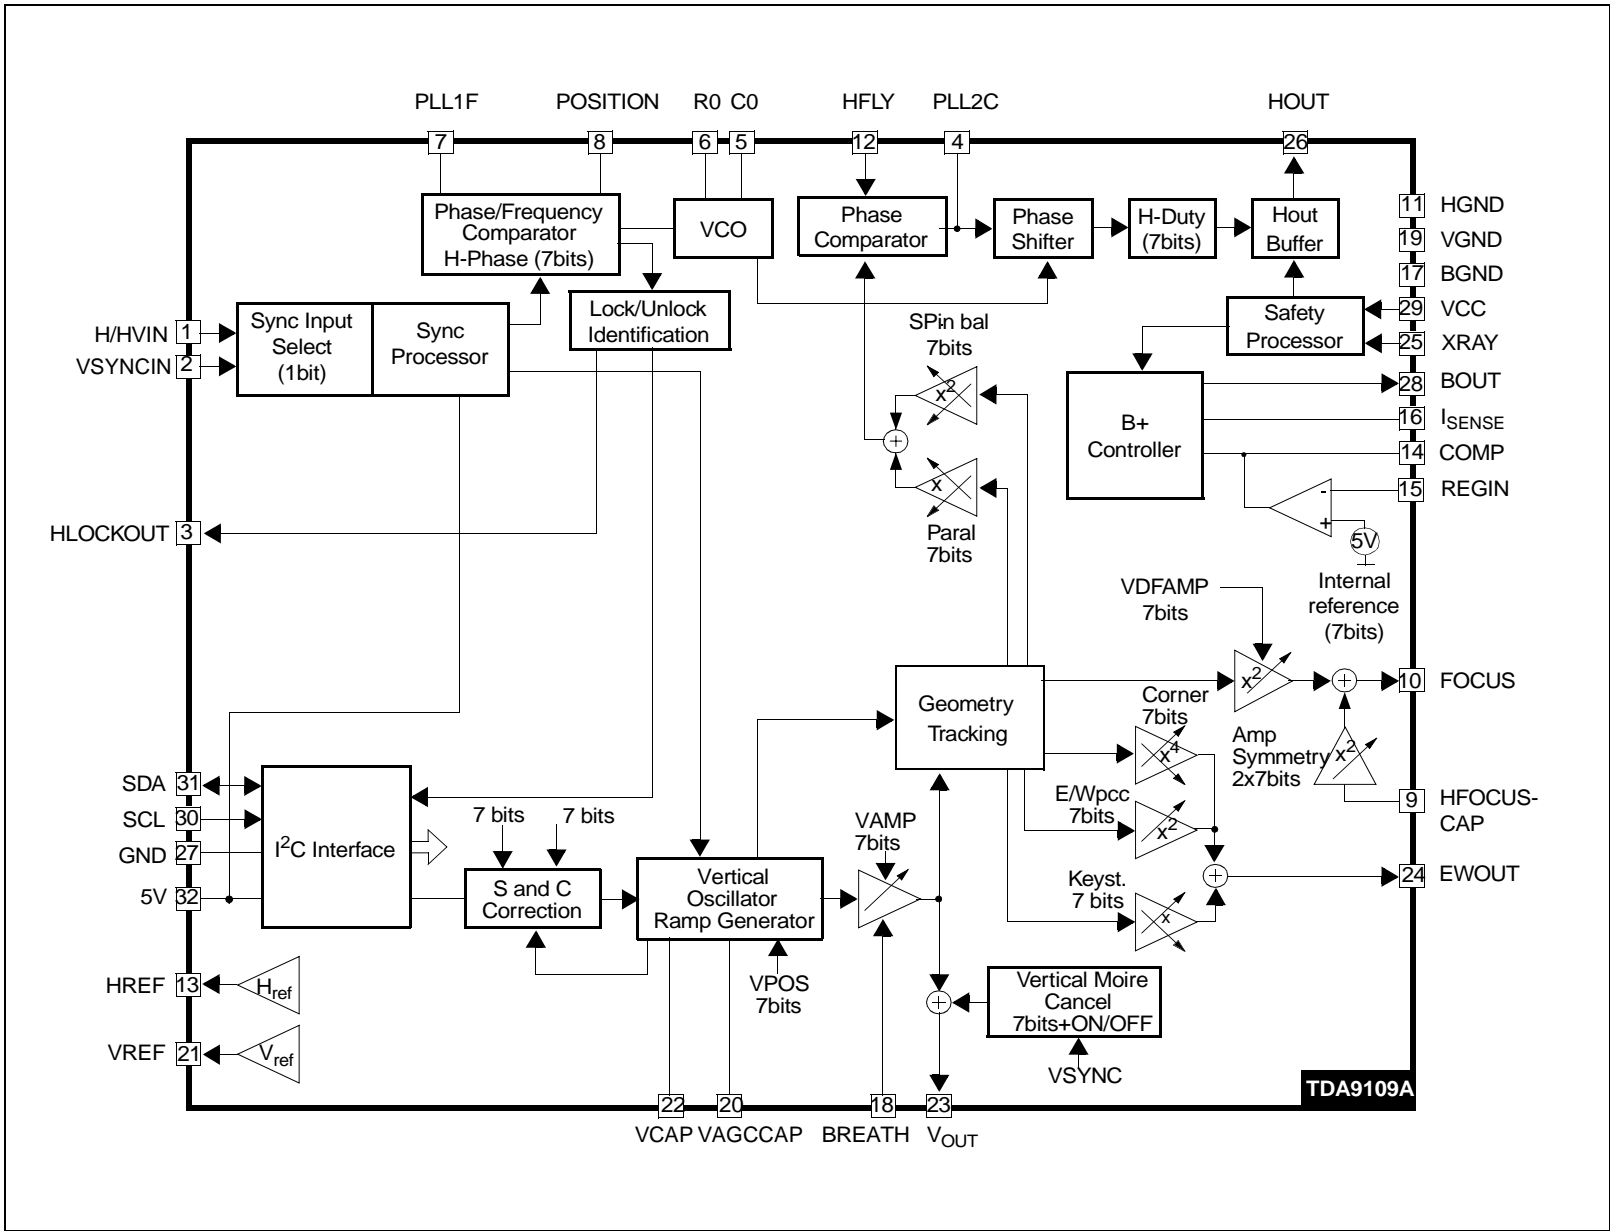 PLL1F
POSITION
R0 C0
HFLY
PLL2C
HOUT
7
8
6
5
12
4
26
Phase/Frequency
Comparator
H-Phase (7bits)
VCO
Phase
Comparator
Phase
Shifter
H-Duty
(7bits)
Hout
Buffer
11 HGND
19 VGND
17 BGND
29 VCC
25 XRAY
28 BOUT
16 ISENSE
14 COMP
15 REGIN
H/HVIN 1
VSYNCIN 2
Sync Input
Select
(1bit)
Sync
Processor
Lock/Unlock
Identification
Safety
Processor
SPin bal
7bits
x2
+
x
Paral
7bits
B+
Controller
-
+
5V
Internal
reference
(7bits)
HLOCKOUT 3
VDFAMP
7bits
x2
+
10 FOCUS
Geometry
Tracking
Corner
7bits
x4
Amp
Symmetry
2x7bits
x2
9 HFOCUS-
CAP
E/Wpcc
7bits
x2
Keyst.
7 bits
x
+
24 EWOUT
SDA 31
SCL 30
GND 27
5V 32
I2C Interface
7 bits
7 bits
S and C
Correction
Vertical
Oscillator
Ramp Generator
VAMP
7bits
VPOS
7bits
HREF 13
Href
VREF 21
Vref
+
Vertical Moire
Cancel
7bits+ON/OFF
VSYNC
TDA9109A
22
20
18
23
VCAP
VAGCCAP
BREATH
VOUT